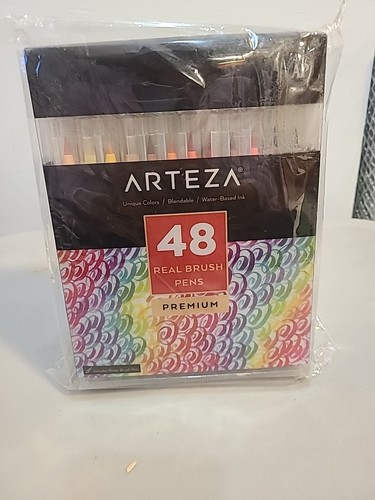 ARTEZA®
Unique Colors / Blendable / Water-Based Ink
48
REAL BRUSH
PENS
PREMIUM